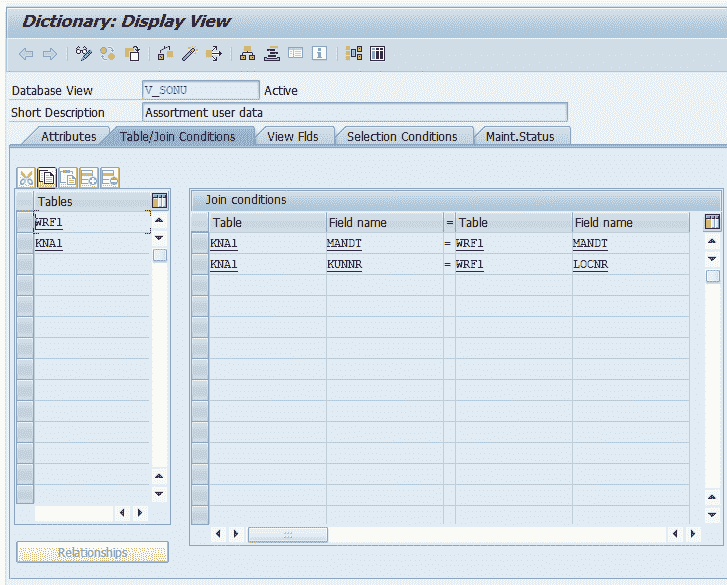 Dictionary: Display View
Database View V_SONU Active
Short Description Assortment user data
Attributes Table/Join Conditions View Flds Selection Conditions Maint.Status
Tables
WRF1
KNA1
Join conditions
Table Field name = Table Field name
KNA1 MANDT = WRF1 MANDT
KNA1 KUNNR = WRF1 LOCNR
Relationships